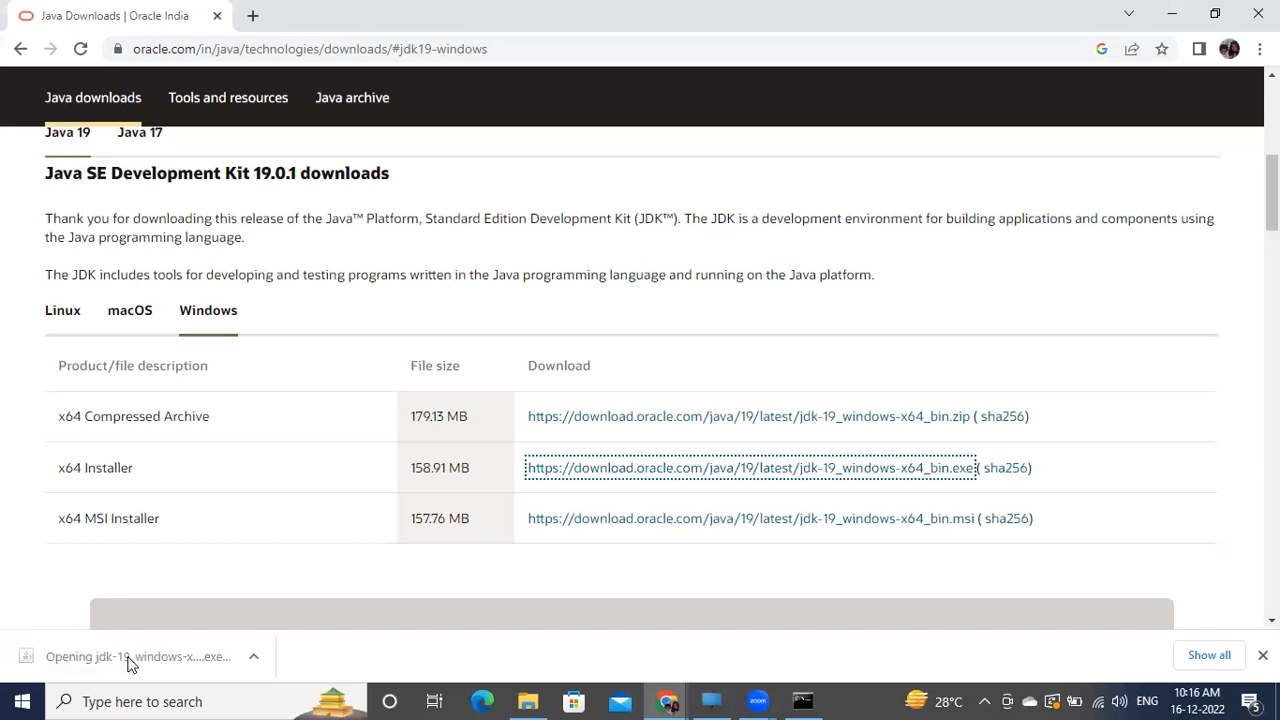 Java Downloads | Oracle India
oracle.com/in/java/technologies/downloads/#jdk19-windows
Java downloads Tools and resources Java archive
Java 19 Java 17
Java SE Development Kit 19.0.1 downloads
Thank you for downloading this release of the Java™ Platform, Standard Edition Development Kit (JDK™). The JDK is a development environment for building applications and components using
the Java programming language.
The JDK includes tools for developing and testing programs written in the Java programming language and running on the Java platform.
Linux macOS Windows
Product/file description File size Download
x64 Compressed Archive 179.13 MB https://download.oracle.com/java/19/latest/jdk-19_windows-x64_bin.zip ( sha256)
x64 Installer 158.91 MB https://download.oracle.com/java/19/latest/jdk-19_windows-x64_bin.exe ( sha256)
x64 MSI Installer 157.76 MB https://download.oracle.com/java/19/latest/jdk-19_windows-x64_bin.msi ( sha256)
Opening jdk-19_windows-x....exe... Show all
Type here to search zoom 28°C ENG 10:16 AM
16-12-2022 5